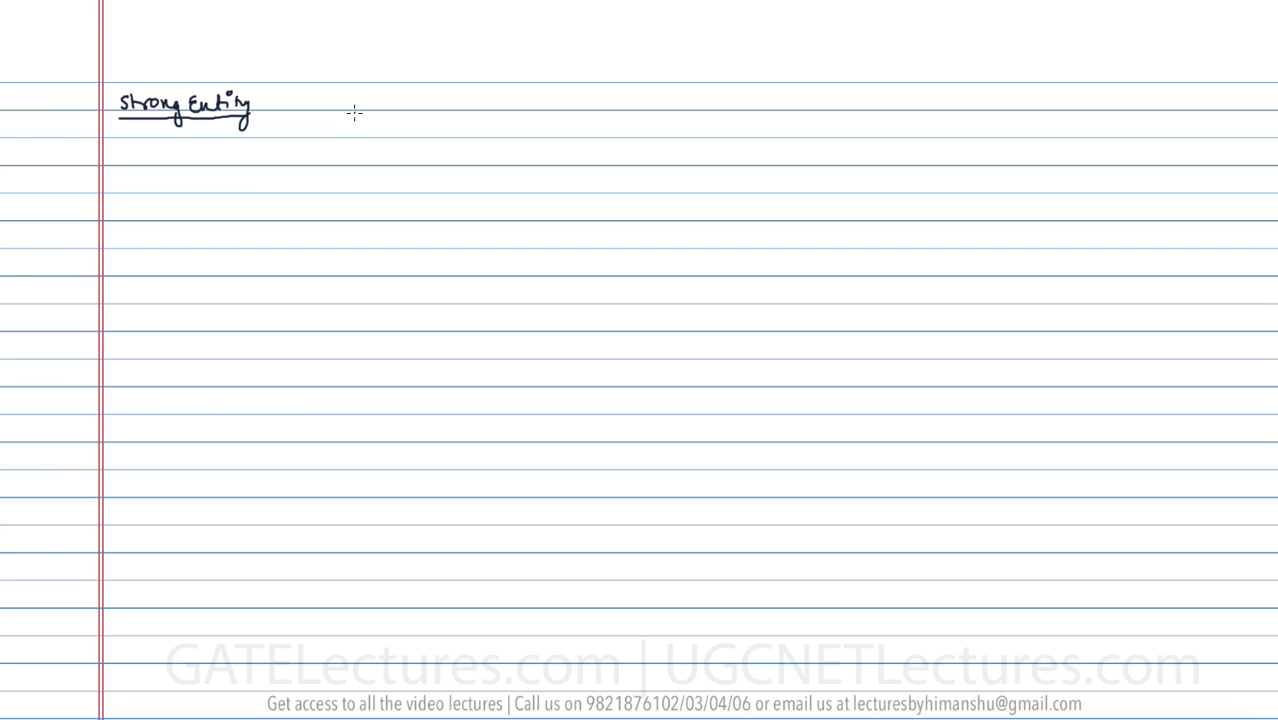 Strong Entity
GATELectures.com | UGCNETLectures.com
Get access to all the video lectures | Call us on 9821876102/03/04/06 or email us at lecturesbyhimanshu@gmail.com